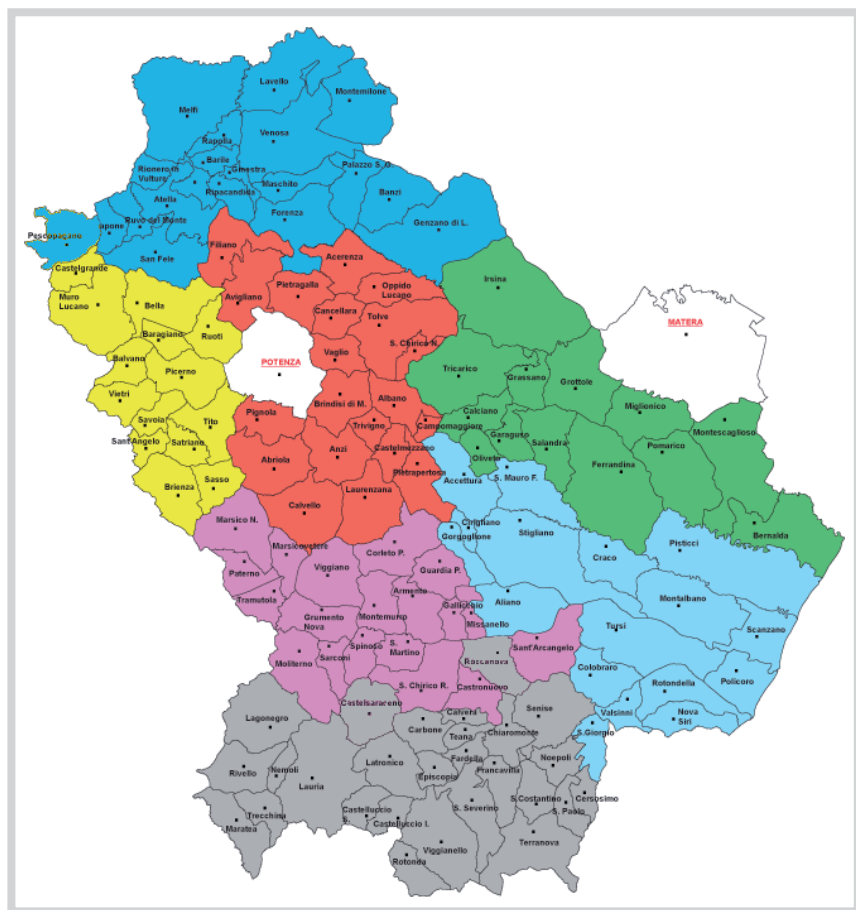 Lavello
Montemilone
Melfi
Venosa
Rapolla
Barile
Ginestra
Rionero in
Vulture
Palazzo S. G.
Maschito
Ripacandida
Banzi
Atella
Forenza
Genzano di L.
Ruvo del Monte
apone
Pescopagano
San Fele
Filiano
Acerenza
Castelgrande
Muro
Lucano
Bella
Avigliano
Pietragalla
Oppido
Lucano
Irsina
Cancellara
Tolve
Ruoti
Baragiano
MATERA
S. Chirico N.
Vaglio
POTENZA
Balvano
Picerno
Tricarico
Grassano
Grottole
Vietri
Brindisi di M.
Albano
Miglionico
Calciano
Savoia
Tito
Pignola
Trivigno
Campomaggiore
Garaguso
Montescaglioso
Sant'Angelo
Satriano
Anzi
Castelmezzano
Oliveto
Salandra
Pomarico
Abriola
Pietrapertosa
Accettura
S. Mauro F.
Ferrandina
Brienza
Sasso
Laurenzana
Calvello
Marsico N.
Cirigliano
Gorgoglione
Stigliano
Bernalda
Marsicovetere
Corleto P.
Craco
Pisticci
Paterno
Viggiano
Guardia P.
Tramutola
Armento
Aliano
Montalbano
Grumento
Nova
Montemurro
Gallicchio
Missanello
Tursi
Scanzano
Spinoso
S.
Martino
Sarconi
Sant'Arcangelo
Moliterno
Roccanova
Colobraro
Policoro
S. Chirico R.
Castronuovo
Rotondella
Castelsaraceno
Senise
Valsinni
Nova
Siri
Lagonegro
Calvera
Carbone
Teana
Chiaromonte
S.Giorgio
Fardella
Noepoli
Rivello
Nemoli
Latronico
Episcopia
Francavilla
Lauria
Cersosimo
S.Costantino
S. Paolo
S. Severino
Trecchina
Castelluccio
S.
Castelluccio I.
Maratea
Viggianello
Terranova
Rotonda